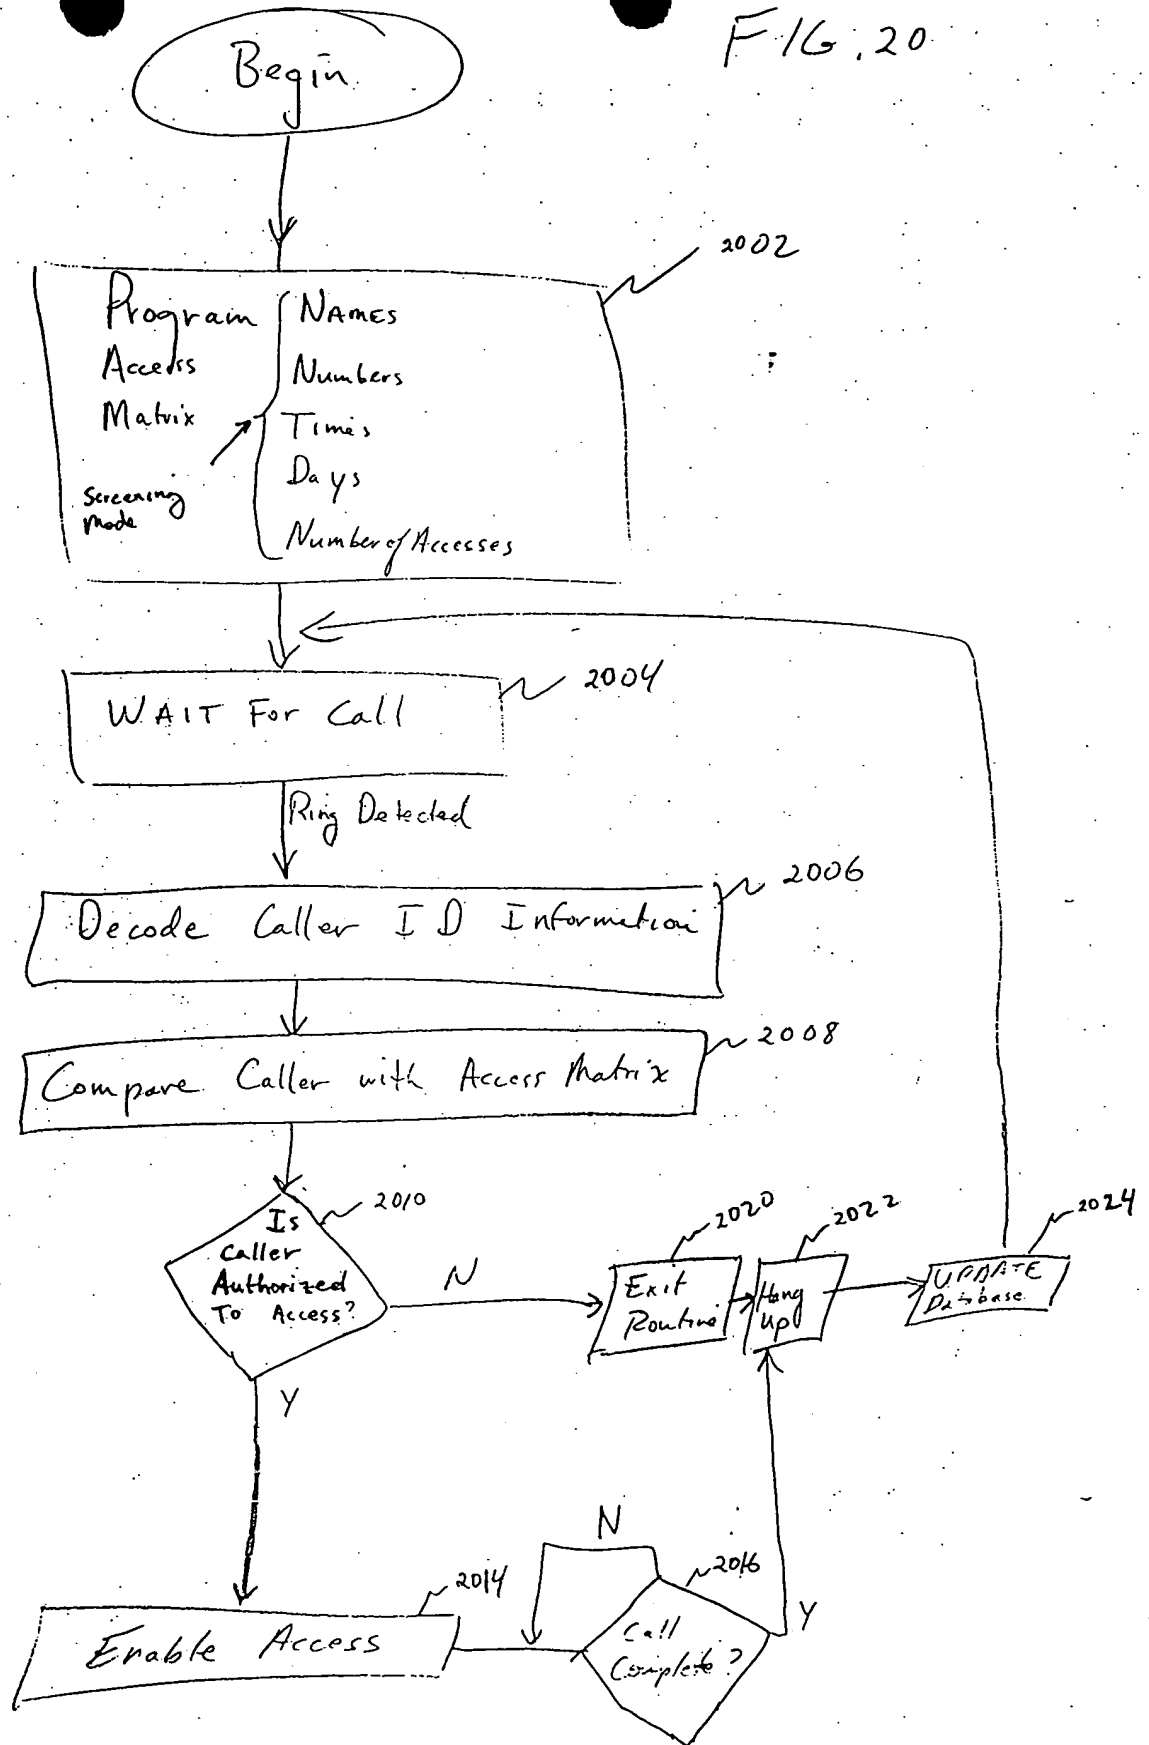 FIG. 20
Begin
2002
Program
Access
Matrix
Screening
Mode
NAMES
Numbers
Times
Days
Number of Accesses
2004
WAIT For Call
Ring Detected
2006
Decode Caller ID Information
2008
Compare Caller with Access Matrix
2010
Is
Caller
Authorized
To Access?
N
2020
Exit
Routine
2022
Hang
Up
2024
UPDATE
Database
Y
2014
Enable Access
N
2016
Call
Complete?
Y